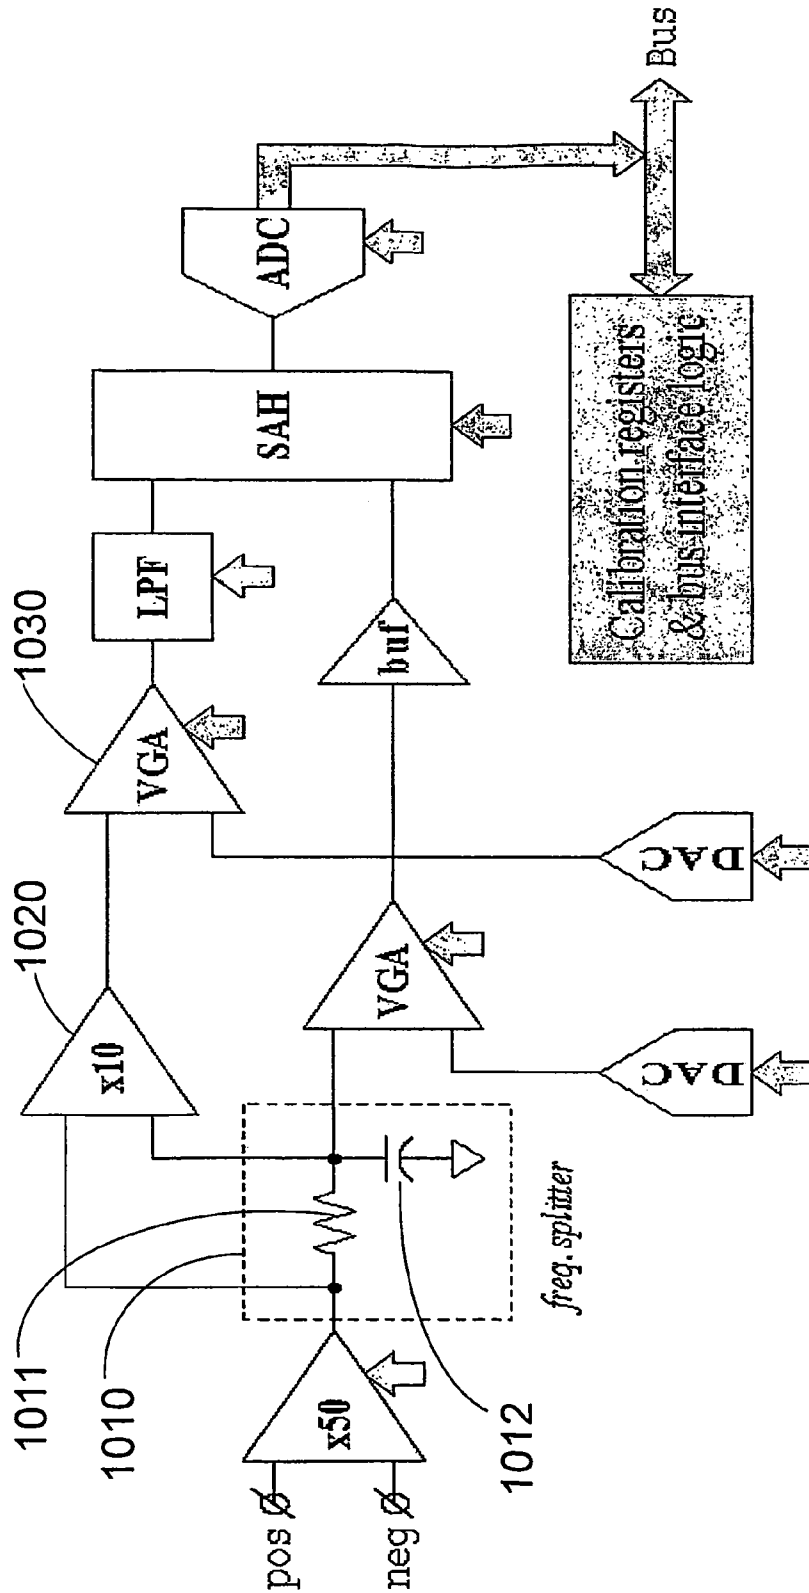 1011
1010
1020
1030
pos
neg
x50
1012
freq. splitter
x10
VGA
VGA
DAC
DAC
buf
LPF
SAH
ADC
Calibration registers
& bus interface logic
Bus